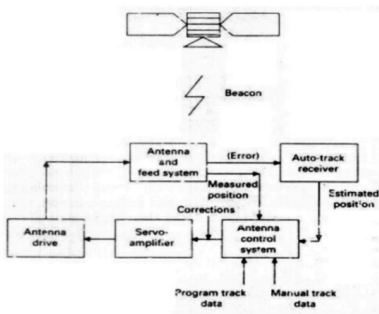 Beacon
Antenna
and
feed system
(Error)
Auto-track
receiver
Measured
position
Estimated
position
Corrections
Antenna
drive
Servo-
amplifier
Antenna
control
system
Program track
data
Manual track
data